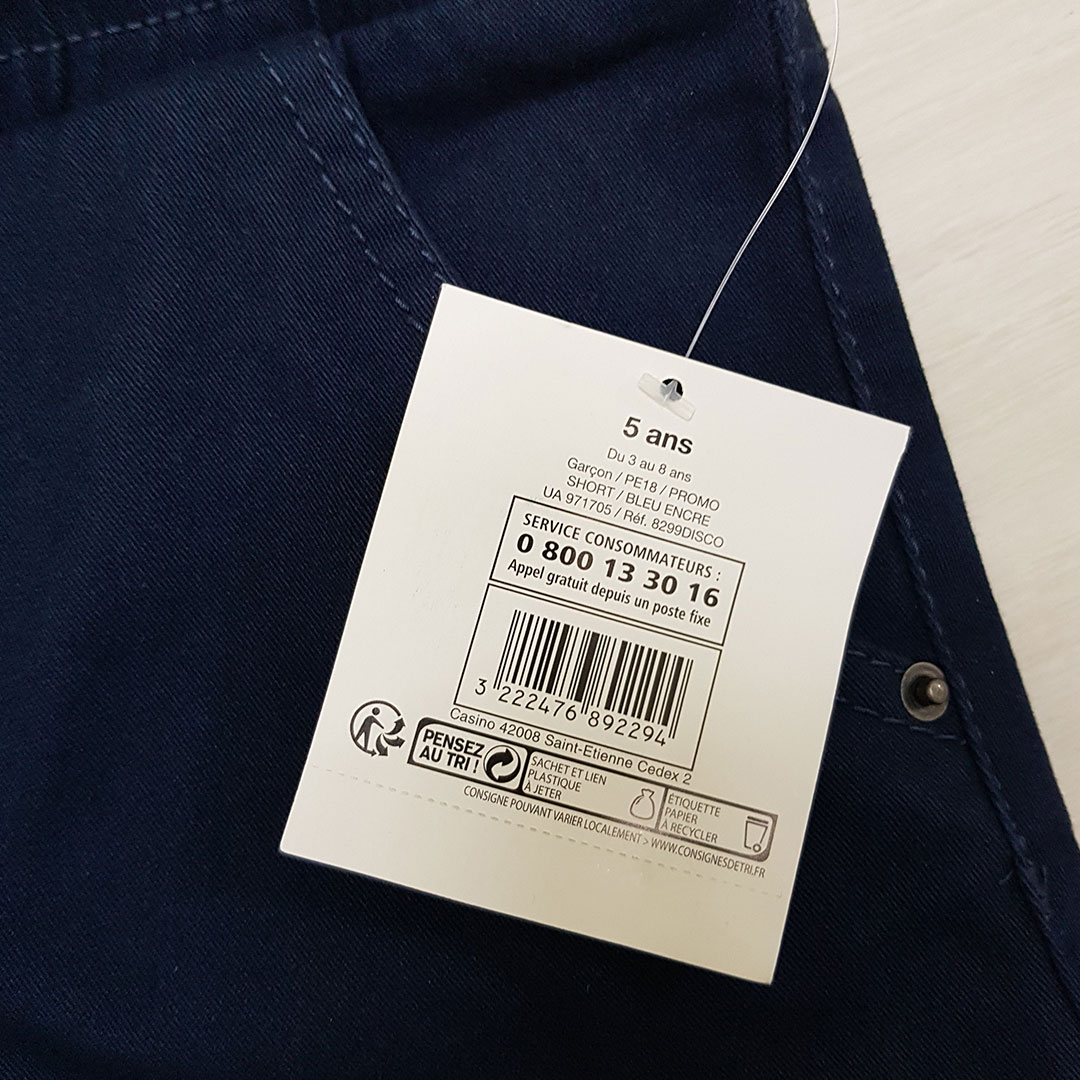 5 ans
Du 3 au 8 ans
Garçon / PE18 / PROMO
SHORT / BLEU ENCRE
UA 971705 / Réf. 8299DISCO
SERVICE CONSOMMATEURS :
0 800 13 30 16
Appel gratuit depuis un poste fixe
3 222476 892294
Casino 42008 Saint-Etienne Cedex 2
PENSEZ
AU TRI !
SACHET ET LIEN
PLASTIQUE
À JETER
ÉTIQUETTE
PAPIER
À RECYCLER
CONSIGNE POUVANT VARIER LOCALEMENT > WWW.CONSIGNESDETRI.FR